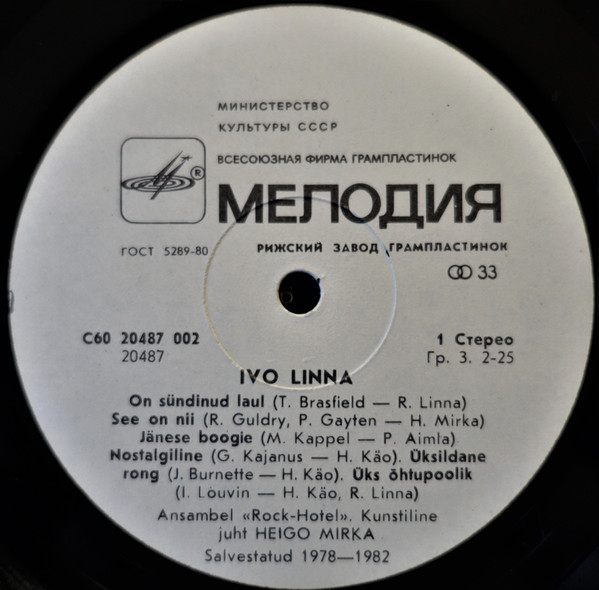 МИНИСТЕРСТВО
КУЛЬТУРЫ СССР
ВСЕСОЮЗНАЯ ФИРМА ГРАМПЛАСТИНОК
®
МЕЛОДИЯ
ГОСТ 5289-80
РИЖСКИЙ ЗАВОД ГРАМПЛАСТИНОК
33
С60 20487 002
1 Стерео
20487
Гр. 3. 2-25
IVO LINNA
On sündinud laul (T. Brasfield — R. Linna)
See on nii (R. Guldry, P. Gayten — H. Mirka)
Jänese boogie (M. Kappel — P. Aimla)
Nostalgiline (G. Kajanus — H. Käo). Üksildane
rong (J. Burnette — H. Käo). Üks õhtupoolik
(I. Louvin — H. Käo, R. Linna)
Ansambel «Rock-Hotel». Kunstiline
juht HEIGO MIRKA
Salvestatud 1978—1982